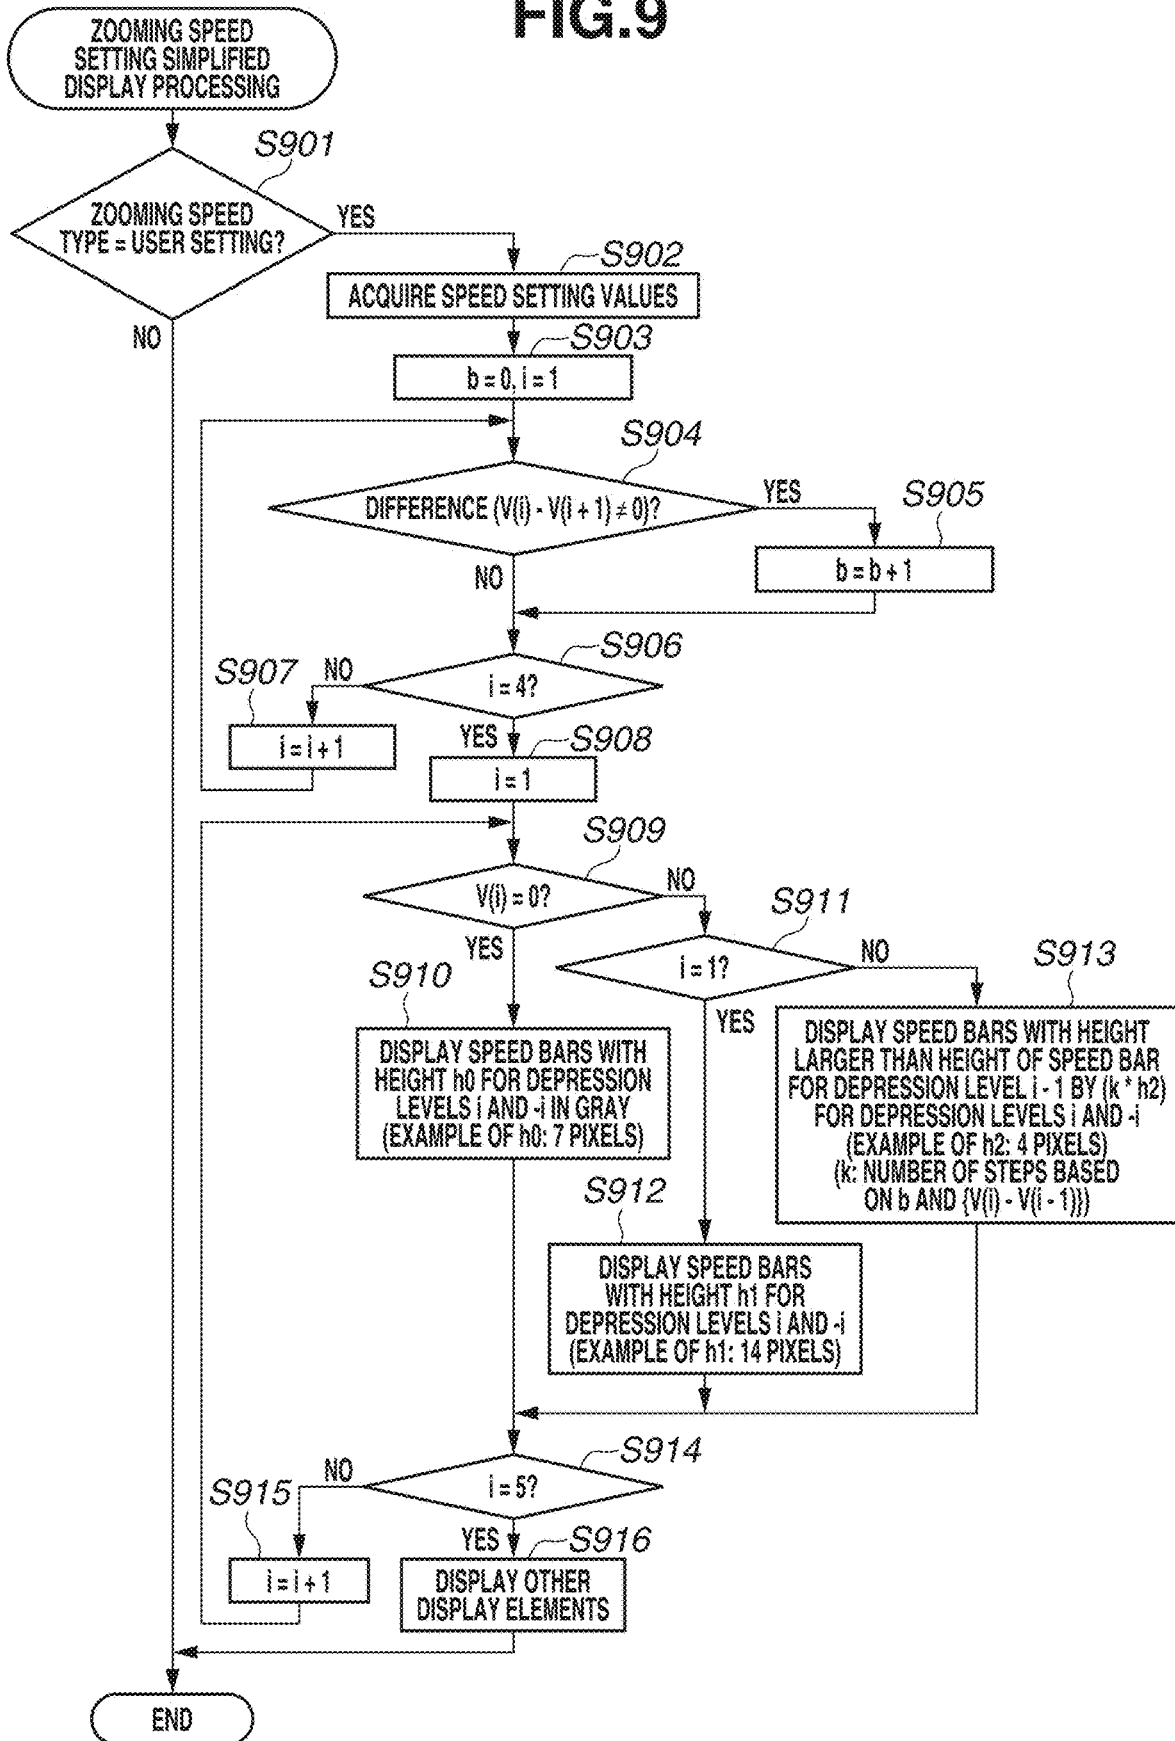 FIG.9
ZOOMING SPEED
SETTING SIMPLIFIED
DISPLAY PROCESSING
S901
ZOOMING SPEED
TYPE = USER SETTING?
YES
NO
S902
ACQUIRE SPEED SETTING VALUES
S903
b = 0, i = 1
S904
DIFFERENCE (V(i) - V(i + 1) ≠ 0)?
YES
NO
S905
b = b + 1
S906
i = 4?
NO
YES
S907
i = i + 1
S908
i = 1
S909
V(i) = 0?
NO
YES
S911
i = 1?
NO
YES
S910
DISPLAY SPEED BARS WITH
HEIGHT h0 FOR DEPRESSION
LEVELS i AND -i IN GRAY
(EXAMPLE OF h0: 7 PIXELS)
S913
DISPLAY SPEED BARS WITH HEIGHT
LARGER THAN HEIGHT OF SPEED BAR
FOR DEPRESSION LEVEL i - 1 BY (k * h2)
FOR DEPRESSION LEVELS i AND -i
(EXAMPLE OF h2: 4 PIXELS)
(k: NUMBER OF STEPS BASED
ON b AND {V(i) - V(i - 1)})
S912
DISPLAY SPEED BARS
WITH HEIGHT h1 FOR
DEPRESSION LEVELS i AND -i
(EXAMPLE OF h1: 14 PIXELS)
S914
i = 5?
NO
YES
S915
i = i + 1
S916
DISPLAY OTHER
DISPLAY ELEMENTS
END